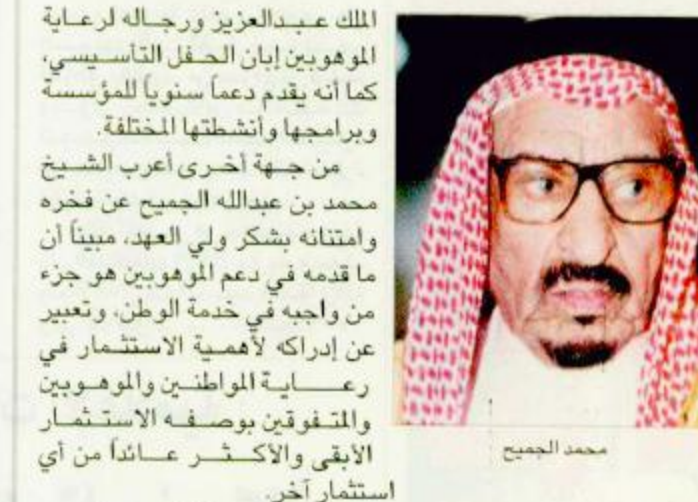 الملك عبدالعزيز ورجاله لرعاية
الموهوبين إبان الحفل التأسيسي،
كما أنه يقدم دعماً سنوياً للمؤسسة
وبرامجها وأنشطتها المختلفة.
من جهة أخرى أعرب الشيخ
محمد بن عبدالله الجميح عن فخره
وامتنانه بشكر ولي العهد، مبيناً أن
ما قدمه في دعم الموهوبين هو جزء
من واجبه في خدمة الوطن، وتعبير
عن إدراكه لأهمية الاستثمار في
رعاية المواطنين والموهوبين
والمتفوقين بوصفه الاستثمار
الأبقى والأكثر عائداً من أي
استثمار آخر.
محمد الجميح